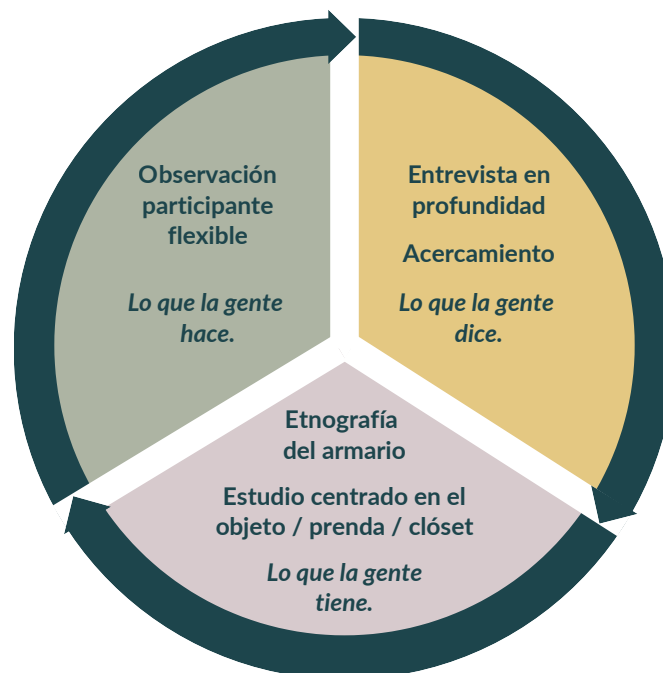 Observación
participante
flexible
Lo que la gente
hace.
Entrevista en
profundidad
Acercamiento
Lo que la gente
dice.
Etnografía
del armario
Estudio centrado en el
objeto / prenda / clóset
Lo que la gente
tiene.